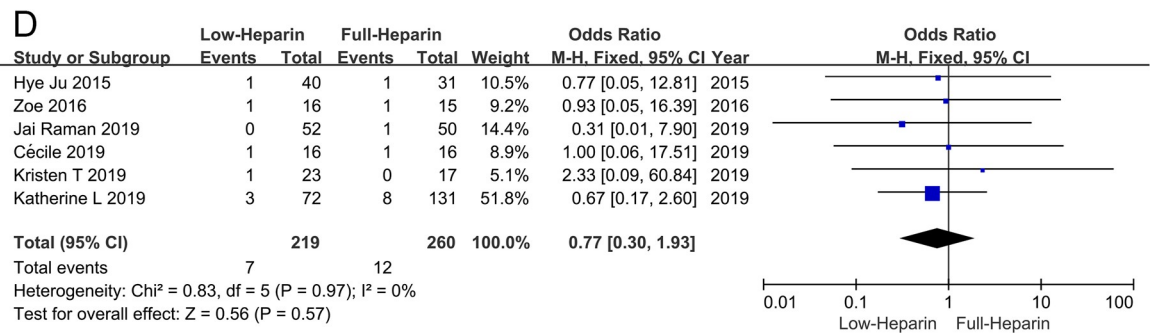 D
Low-Heparin Full-Heparin Odds Ratio Odds Ratio
Study or Subgroup Events Total Events Total Weight M-H, Fixed, 95% CI Year M-H, Fixed, 95% CI
Hye Ju 2015 1 40 1 31 10.5% 0.77 [0.05, 12.81] 2015
Zoe 2016 1 16 1 15 9.2% 0.93 [0.05, 16.39] 2016
Jai Raman 2019 0 52 1 50 14.4% 0.31 [0.01, 7.90] 2019
Cécile 2019 1 16 1 16 8.9% 1.00 [0.06, 17.51] 2019
Kristen T 2019 1 23 0 17 5.1% 2.33 [0.09, 60.84] 2019
Katherine L 2019 3 72 8 131 51.8% 0.67 [0.17, 2.60] 2019
Total (95% CI) 219 260 100.0% 0.77 [0.30, 1.93]
Total events 7 12
Heterogeneity: Chi² = 0.83, df = 5 (P = 0.97); I² = 0%
Test for overall effect: Z = 0.56 (P = 0.57)
0.01 0.1 1 10 100
Low-Heparin Full-Heparin